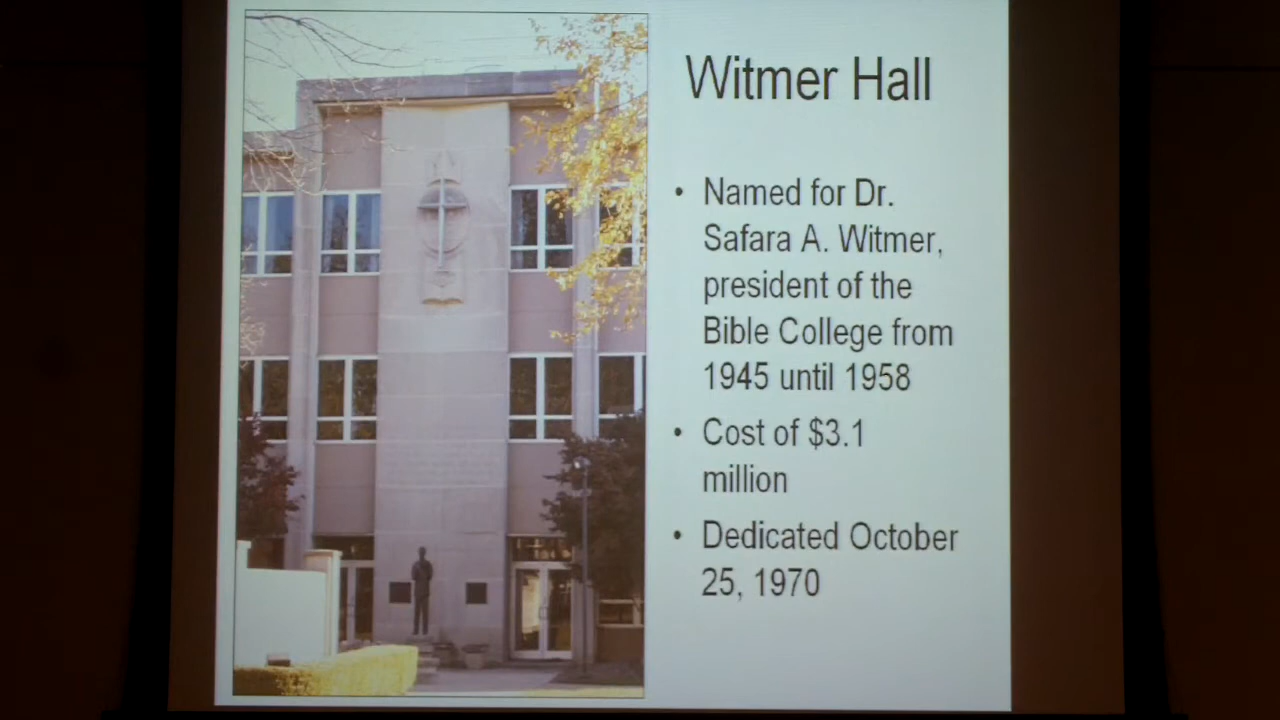 Witmer Hall
• Named for Dr.
Safara A. Witmer,
president of the
Bible College from
1945 until 1958
• Cost of $3.1
million
• Dedicated October
25, 1970